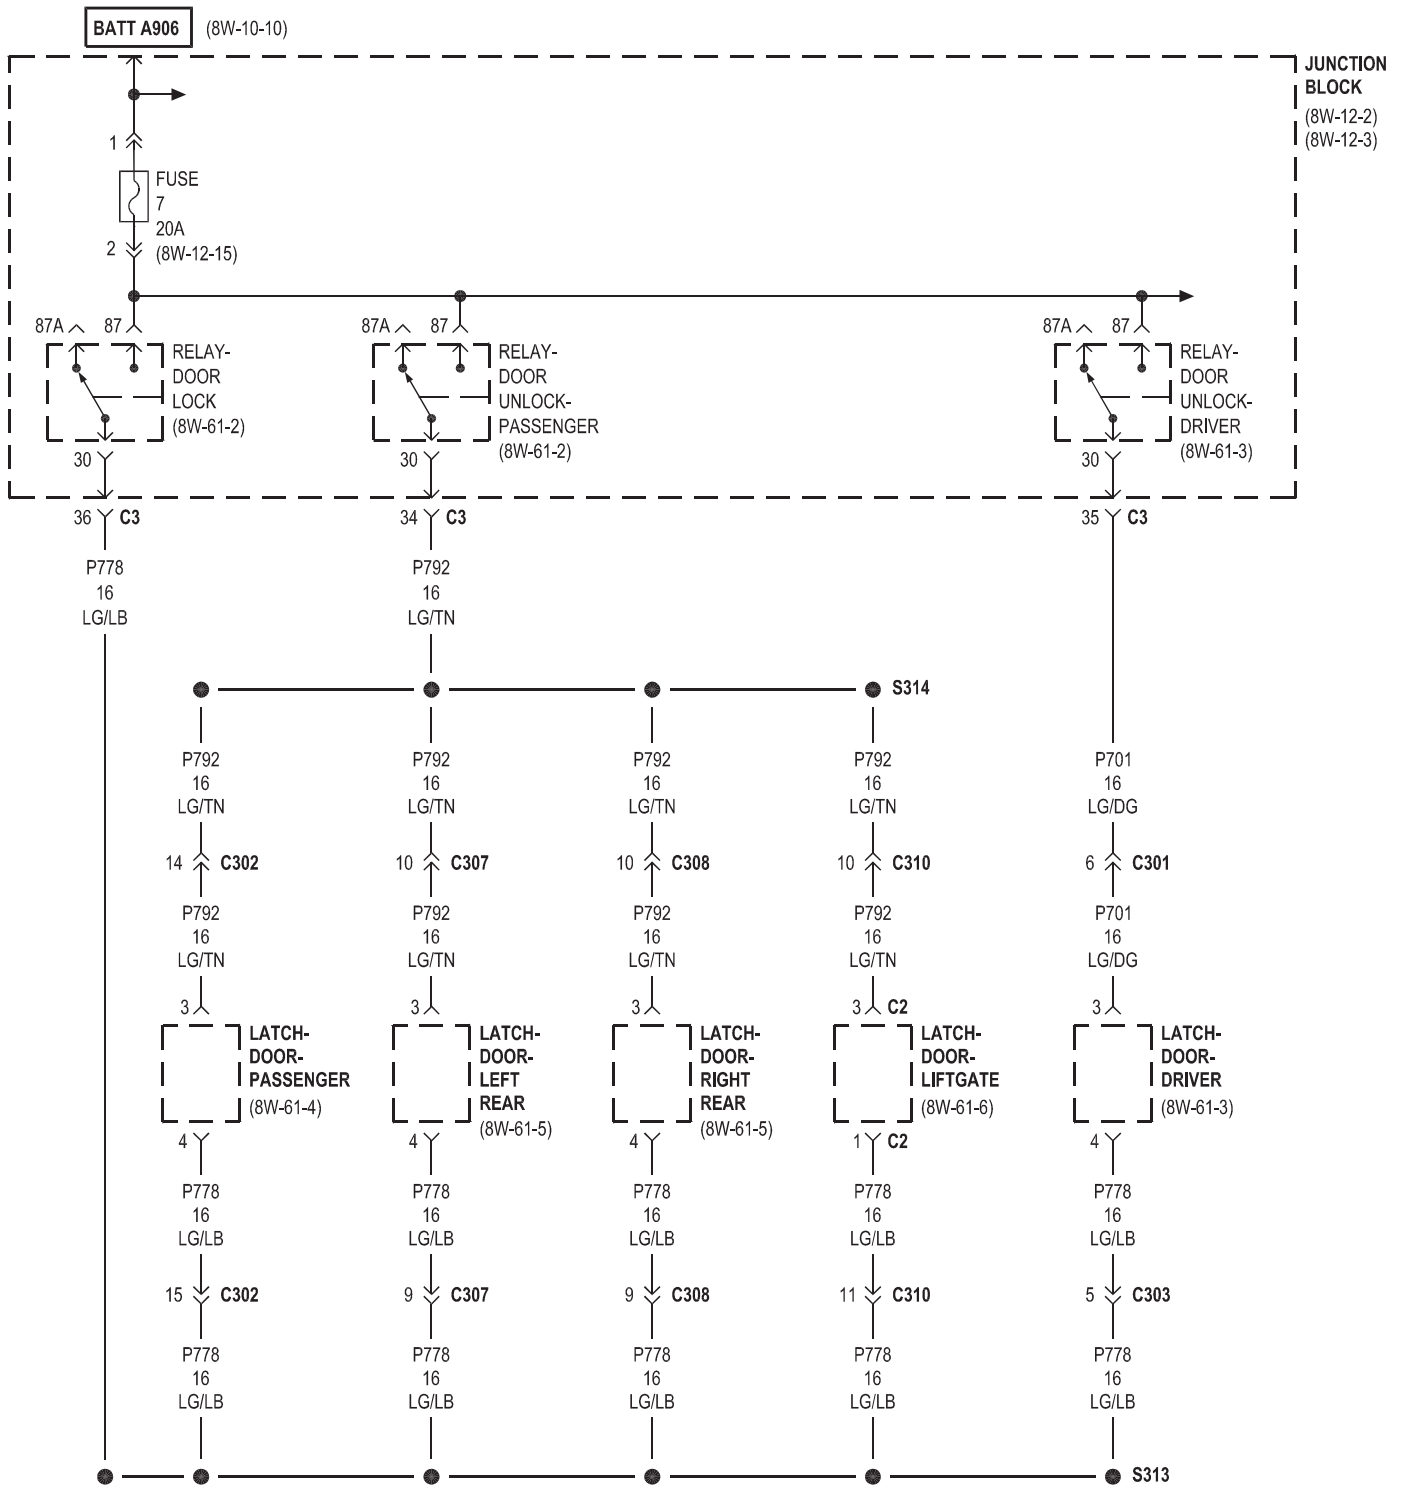 BATT A906 (8W-10-10)
JUNCTION
BLOCK
(8W-12-2)
(8W-12-3)
1
FUSE
7
20A
2 (8W-12-15)
87A 87
RELAY-
DOOR
LOCK
(8W-61-2)
30
87A 87
RELAY-
DOOR
UNLOCK-
PASSENGER
(8W-61-2)
30
87A 87
RELAY-
DOOR
UNLOCK-
DRIVER
(8W-61-3)
30
36 C3
34 C3
35 C3
P778
16
LG/LB
P792
16
LG/TN
S314
P792
16
LG/TN
P792
16
LG/TN
P792
16
LG/TN
P792
16
LG/TN
P701
16
LG/DG
14 C302
10 C307
10 C308
10 C310
6 C301
P792
16
LG/TN
P792
16
LG/TN
P792
16
LG/TN
P792
16
LG/TN
P701
16
LG/DG
3
3
3
3 C2
3
LATCH-
DOOR-
PASSENGER
(8W-61-4)
LATCH-
DOOR-
LEFT
REAR
(8W-61-5)
LATCH-
DOOR-
RIGHT
REAR
(8W-61-5)
LATCH-
DOOR-
LIFTGATE
(8W-61-6)
LATCH-
DOOR-
DRIVER
(8W-61-3)
4
4
4
1 C2
4
P778
16
LG/LB
P778
16
LG/LB
P778
16
LG/LB
P778
16
LG/LB
P778
16
LG/LB
15 C302
9 C307
9 C308
11 C310
5 C303
P778
16
LG/LB
P778
16
LG/LB
P778
16
LG/LB
P778
16
LG/LB
P778
16
LG/LB
S313